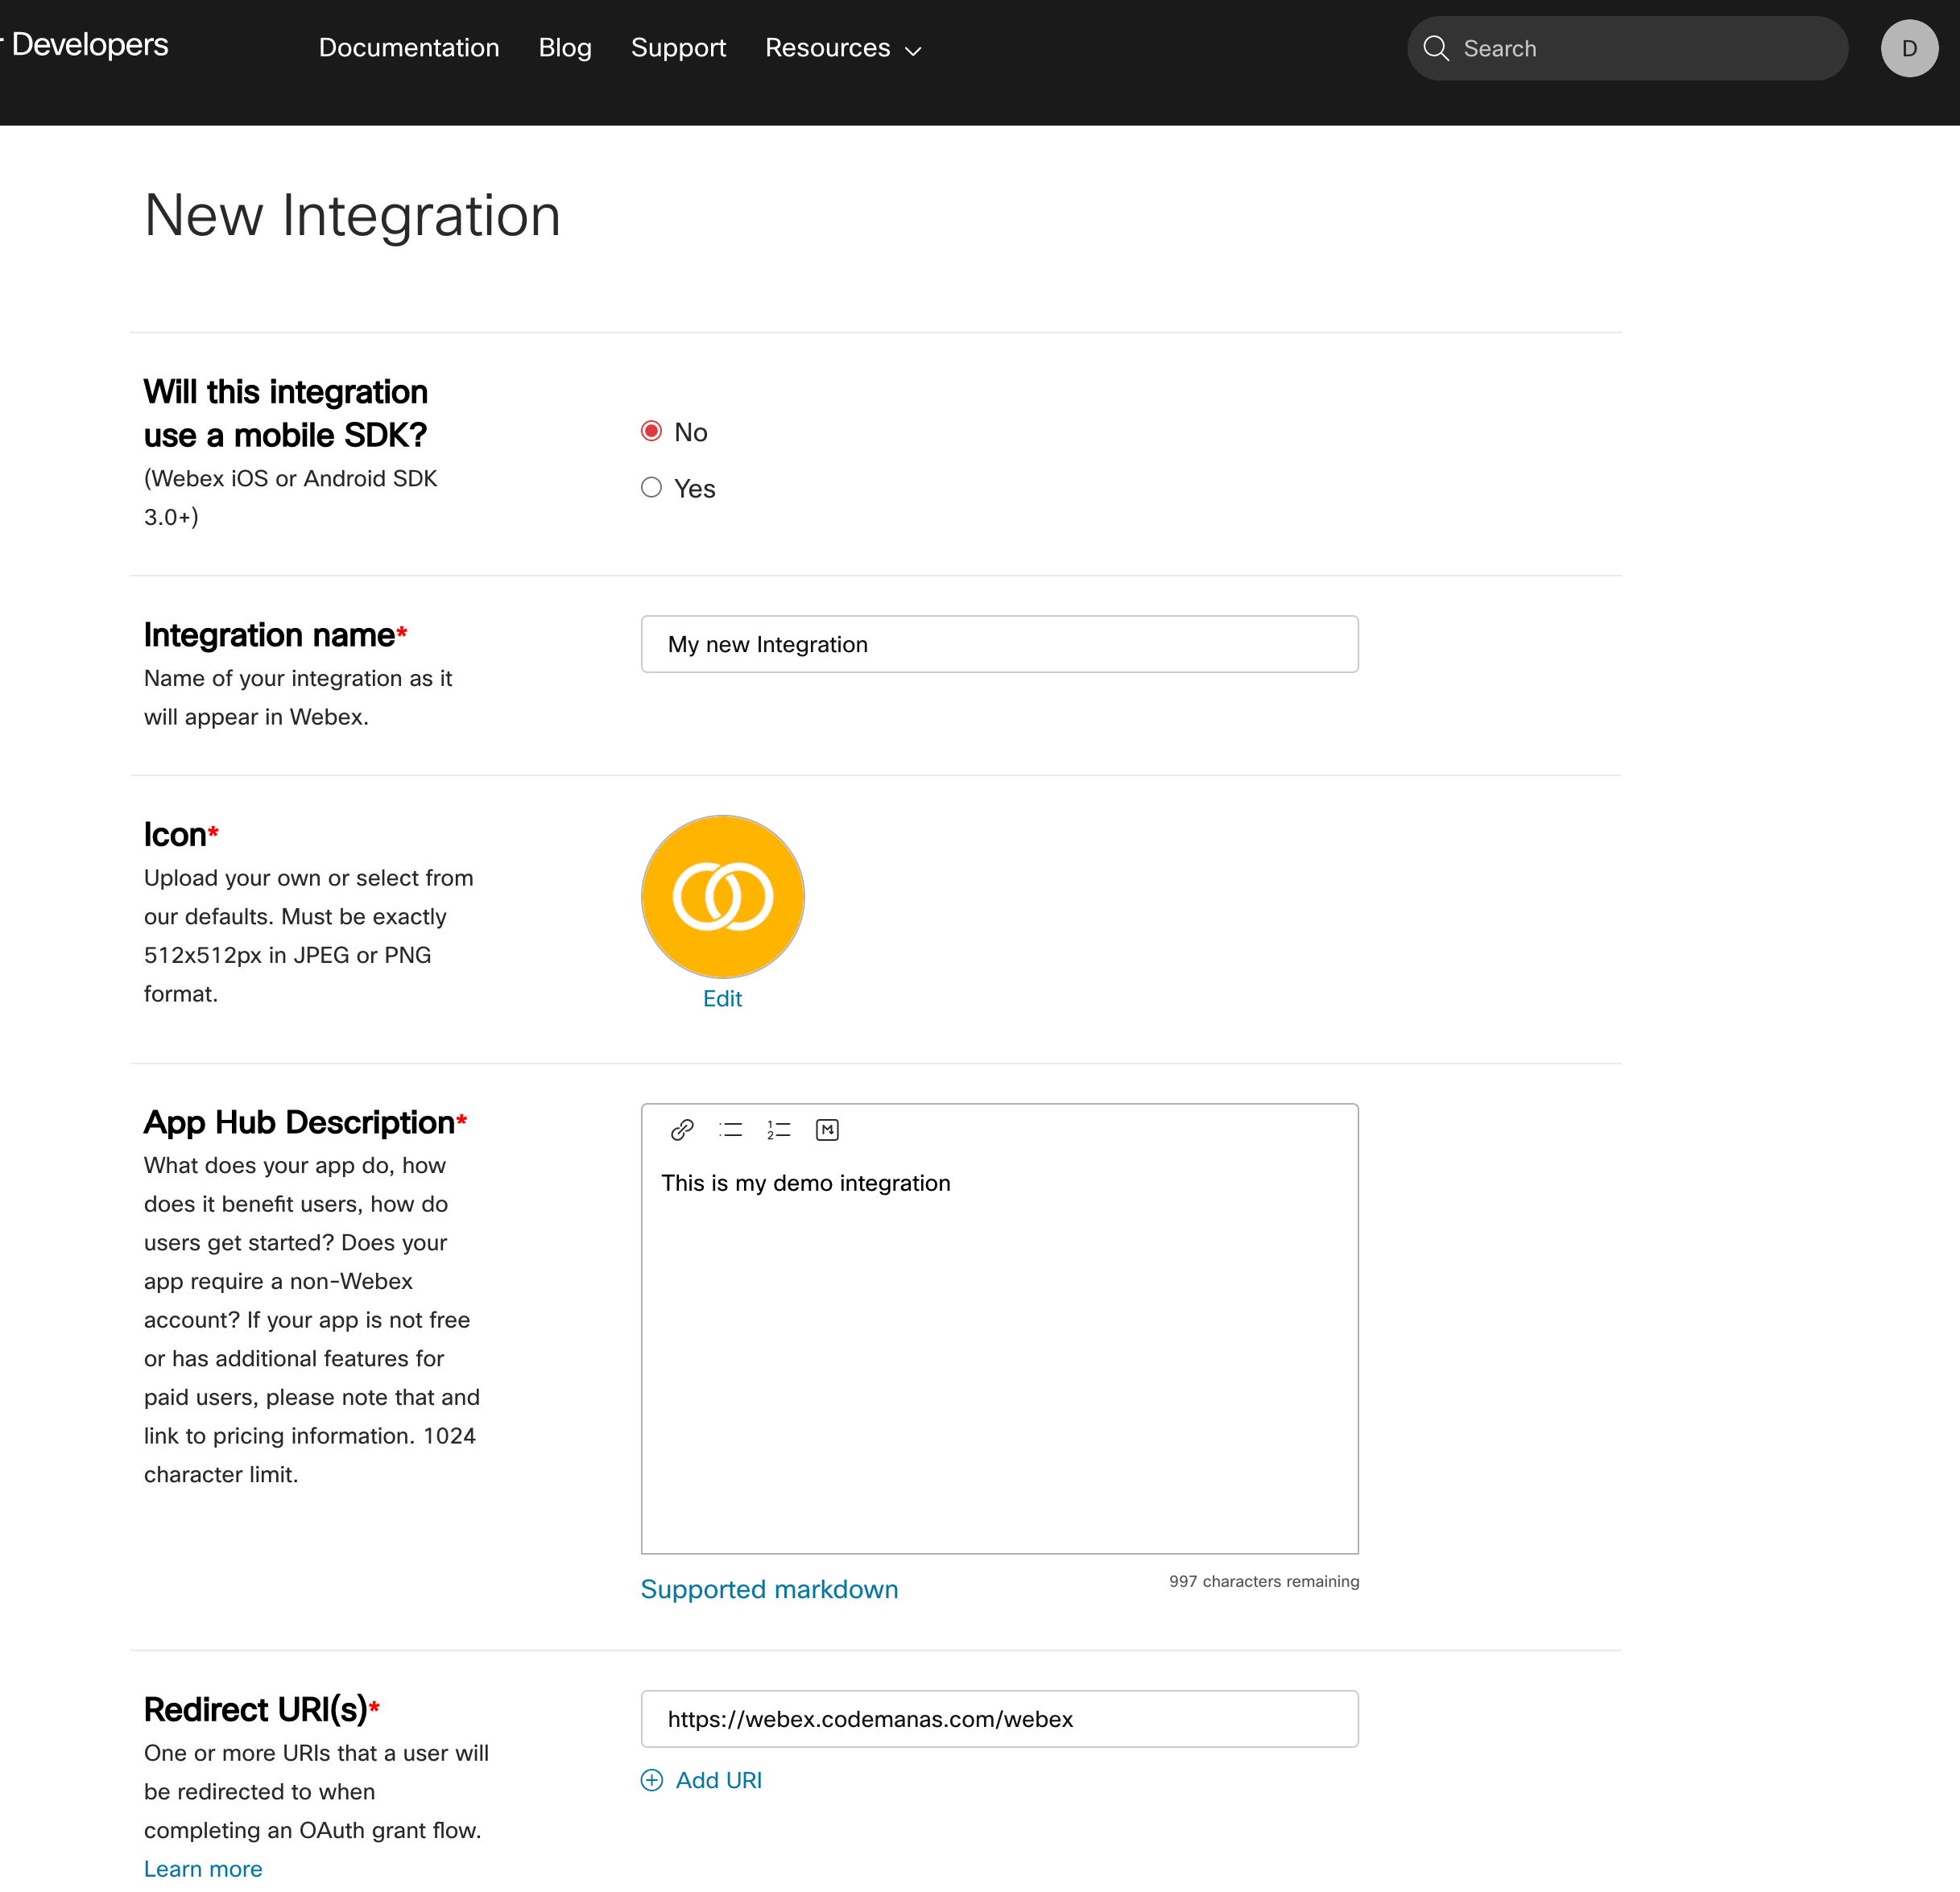 Developers
Documentation Blog Support Resources
Search
D
New Integration
Will this integration
use a mobile SDK?
(Webex iOS or Android SDK
3.0+)
No
Yes
Integration name*
Name of your integration as it
will appear in Webex.
My new Integration
Icon*
Upload your own or select from
our defaults. Must be exactly
512x512px in JPEG or PNG
format.
Edit
App Hub Description*
What does your app do, how
does it benefit users, how do
users get started? Does your
app require a non-Webex
account? If your app is not free
or has additional features for
paid users, please note that and
link to pricing information. 1024
character limit.
This is my demo integration
Supported markdown
997 characters remaining
Redirect URI(s)*
One or more URIs that a user will
be redirected to when
completing an OAuth grant flow.
Learn more
https://webex.codemanas.com/webex
Add URI